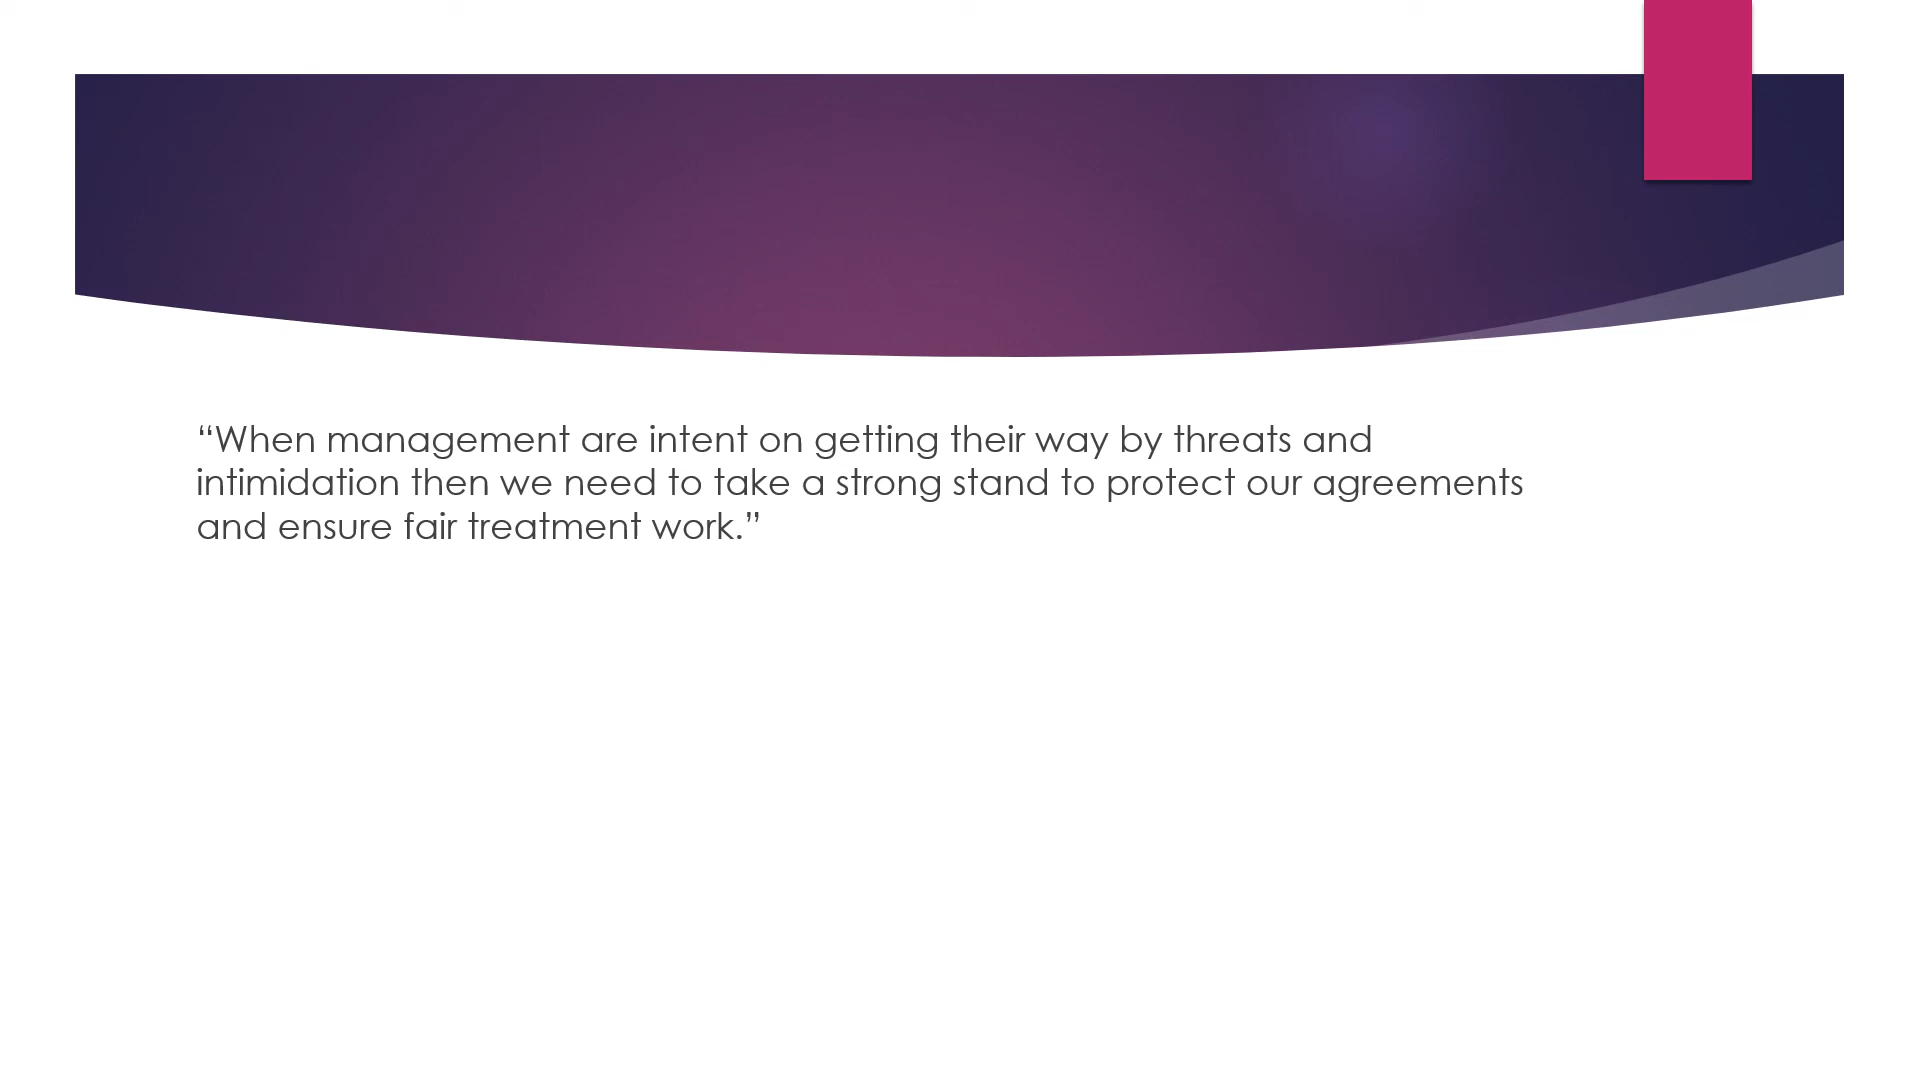 “When management are intent on getting their way by threats and
intimidation then we need to take a strong stand to protect our agreements
and ensure fair treatment work.”